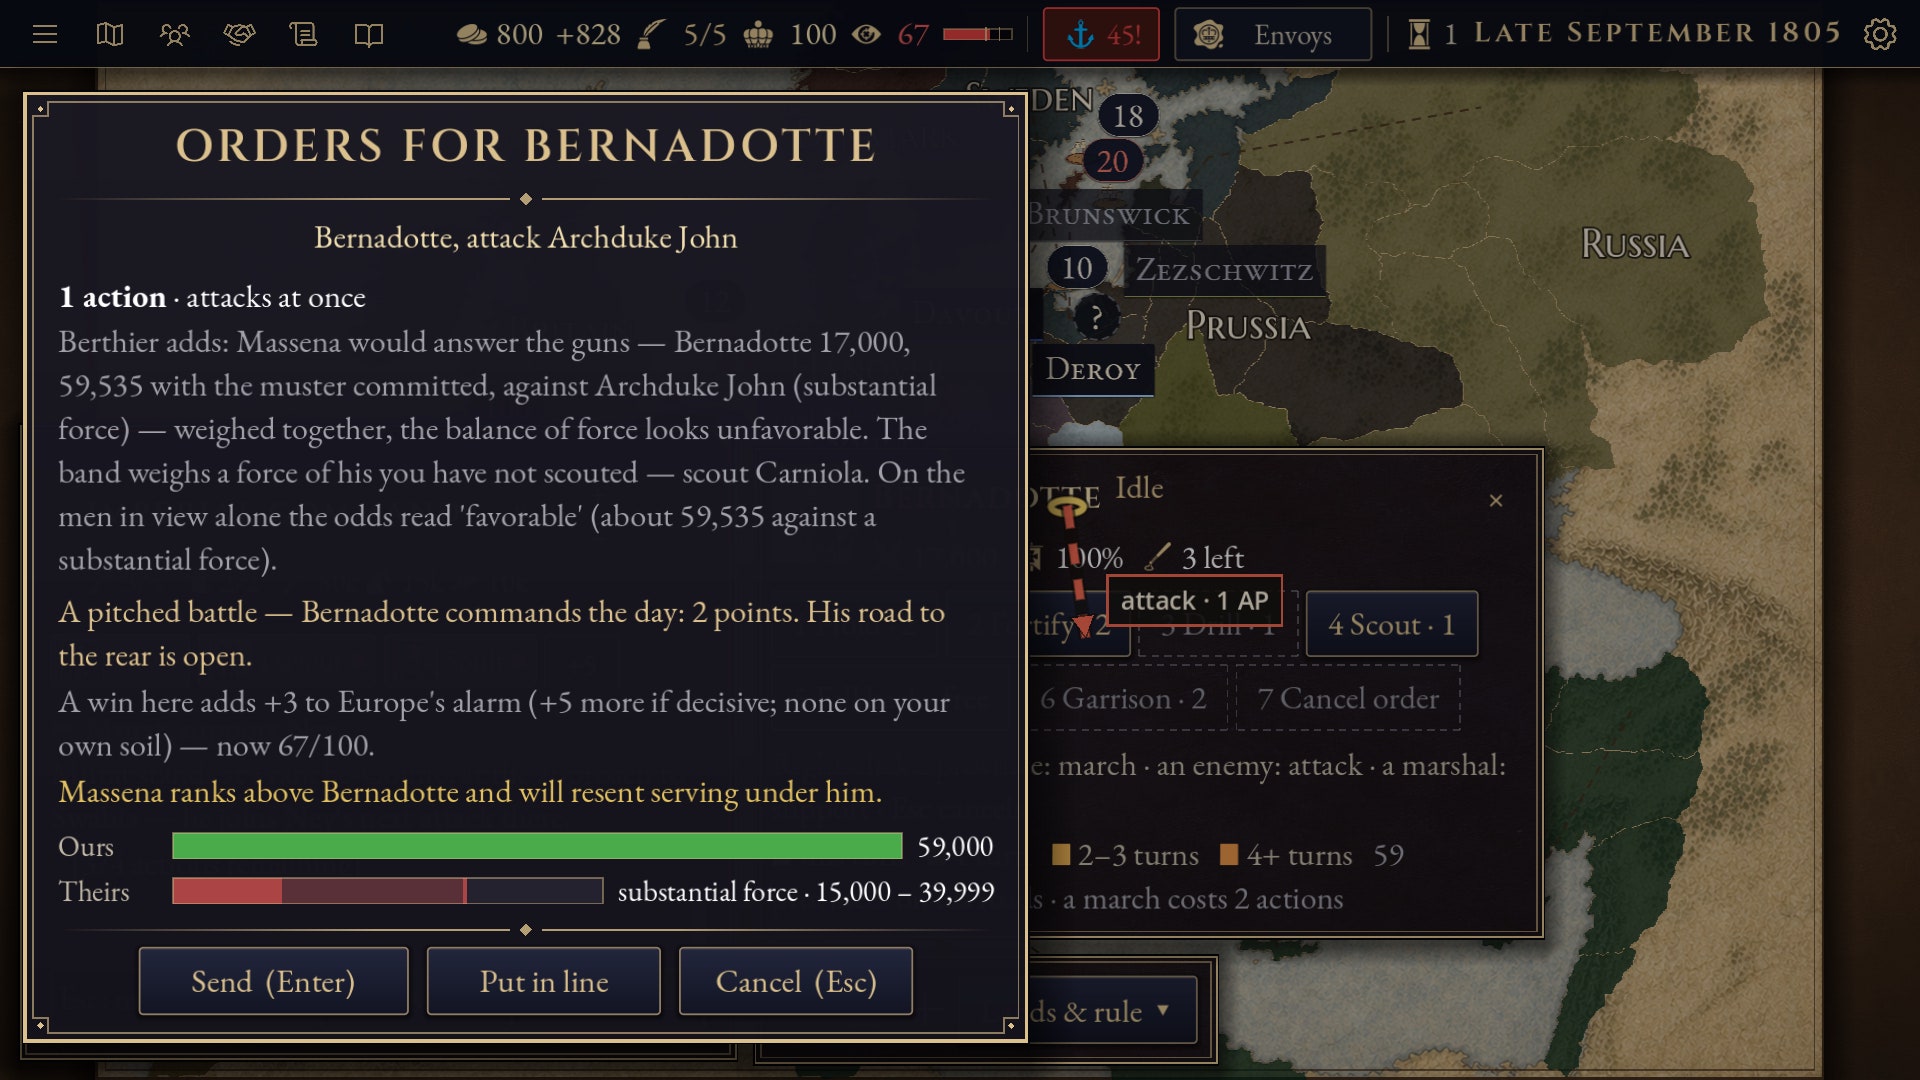 800 +828 5/5 100 67 45! Envoys 1 Late September 1805
ORDERS FOR BERNADOTTE
Bernadotte, attack Archduke John
1 action · attacks at once
Berthier adds: Massena would answer the guns — Bernadotte 17,000,
59,535 with the muster committed, against Archduke John (substantial
force) — weighed together, the balance of force looks unfavorable. The
band weighs a force of his you have not scouted — scout Carniola. On the
men in view alone the odds read 'favorable' (about 59,535 against a
substantial force).
A pitched battle — Bernadotte commands the day: 2 points. His road to
the rear is open.
A win here adds +3 to Europe's alarm (+5 more if decisive; none on your
own soil) — now 67/100.
Massena ranks above Bernadotte and will resent serving under him.
Ours 59,000
Theirs substantial force · 15,000 – 39,999
Send (Enter)
Put in line
Cancel (Esc)
18
20
Brunswick
10
Zezschwitz
?
Prussia
Deroy
Russia
Idle
×
100% 3 left
attack · 1 AP
3 Drill · 1
4 Scout · 1
6 Garrison · 2
7 Cancel order
e: march · an enemy: attack · a marshal:
2–3 turns 4+ turns 59
s · a march costs 2 actions
ds & rule ▼